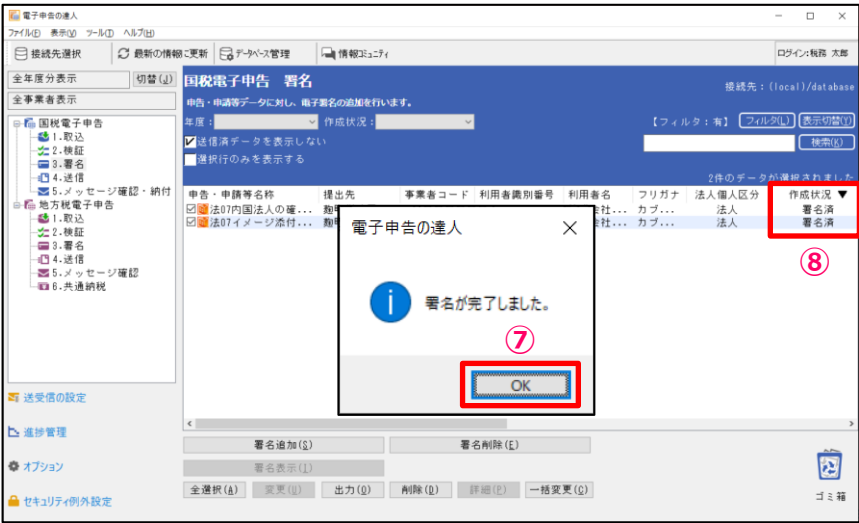 電子申告の達人
ファイル(F) 表示(V) ツール(T) ヘルプ(H)
接続先選択 最新の情報に更新 データベース管理 情報コミュニティ ログイン:税務 太郎
全年度分表示 切替(J)
全事業者表示
国税電子申告
1.取込
2.検証
3.署名
4.送信
5.メッセージ確認・納付
地方税電子申告
1.取込
2.検証
3.署名
4.送信
5.メッセージ確認
6.共通納税
送受信の設定
進捗管理
オプション
セキュリティ例外設定
国税電子申告 署名
接続先:(local)/database
申告・申請等データに対し、電子署名の追加を行います。
年度: 作成状況: 【フィルタ:有】 フィルタ(L) 表示切替(Y)
送信済データを表示しない 検索(K)
選択行のみを表示する
2件のデータが選択されました
申告・申請等名称 提出先 事業者コード 利用者識別番号 利用者名 フリガナ 法人個人区分 作成状況 ▼
法07内国法人の確... 麹 会社... カブ... 法人 署名済
法07イメージ添付... 麹 会社... カブ... 法人 署名済
⑧
電子申告の達人
署名が完了しました。
⑦
OK
署名追加(S) 署名削除(E)
署名表示(I)
全選択(A) 変更(U) 出力(O) 削除(D) 詳細(P) 一括変更(C)
ゴミ箱